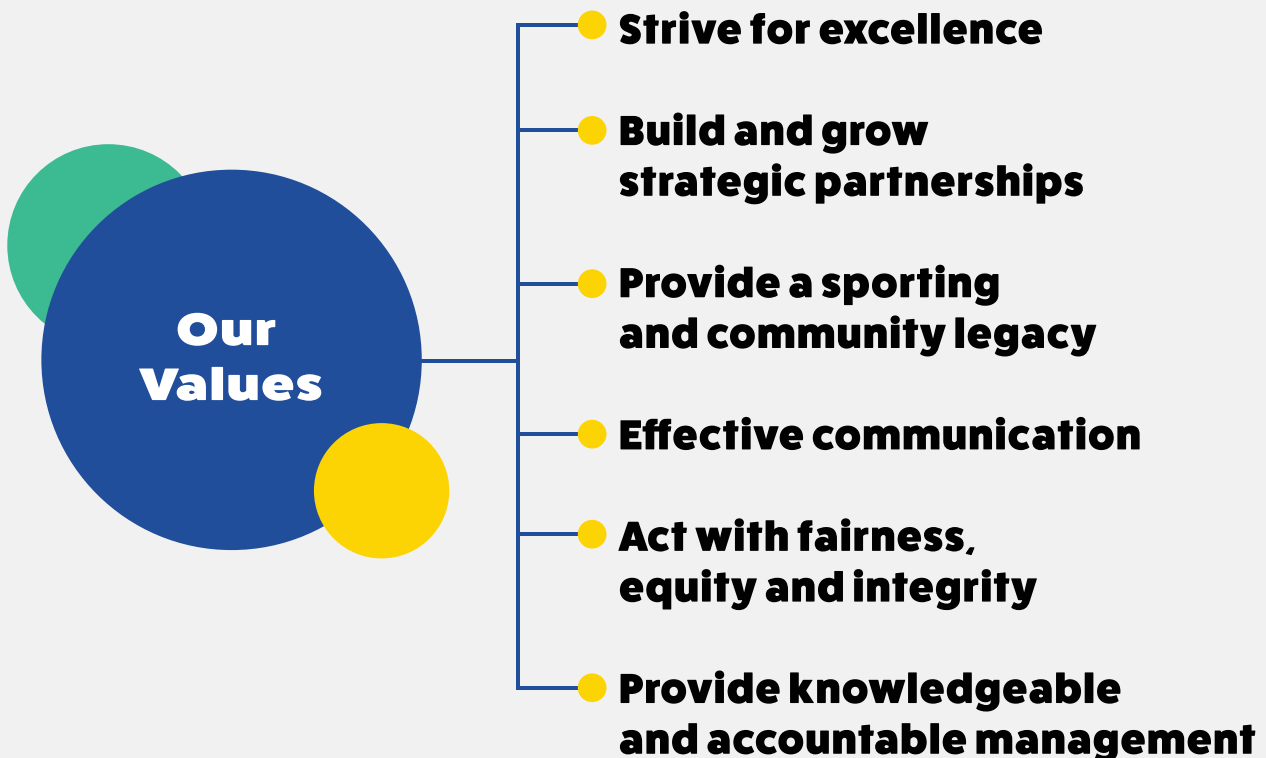 Our
Values
Strive for excellence
Build and grow
strategic partnerships
Provide a sporting
and community legacy
Effective communication
Act with fairness,
equity and integrity
Provide knowledgeable
and accountable management